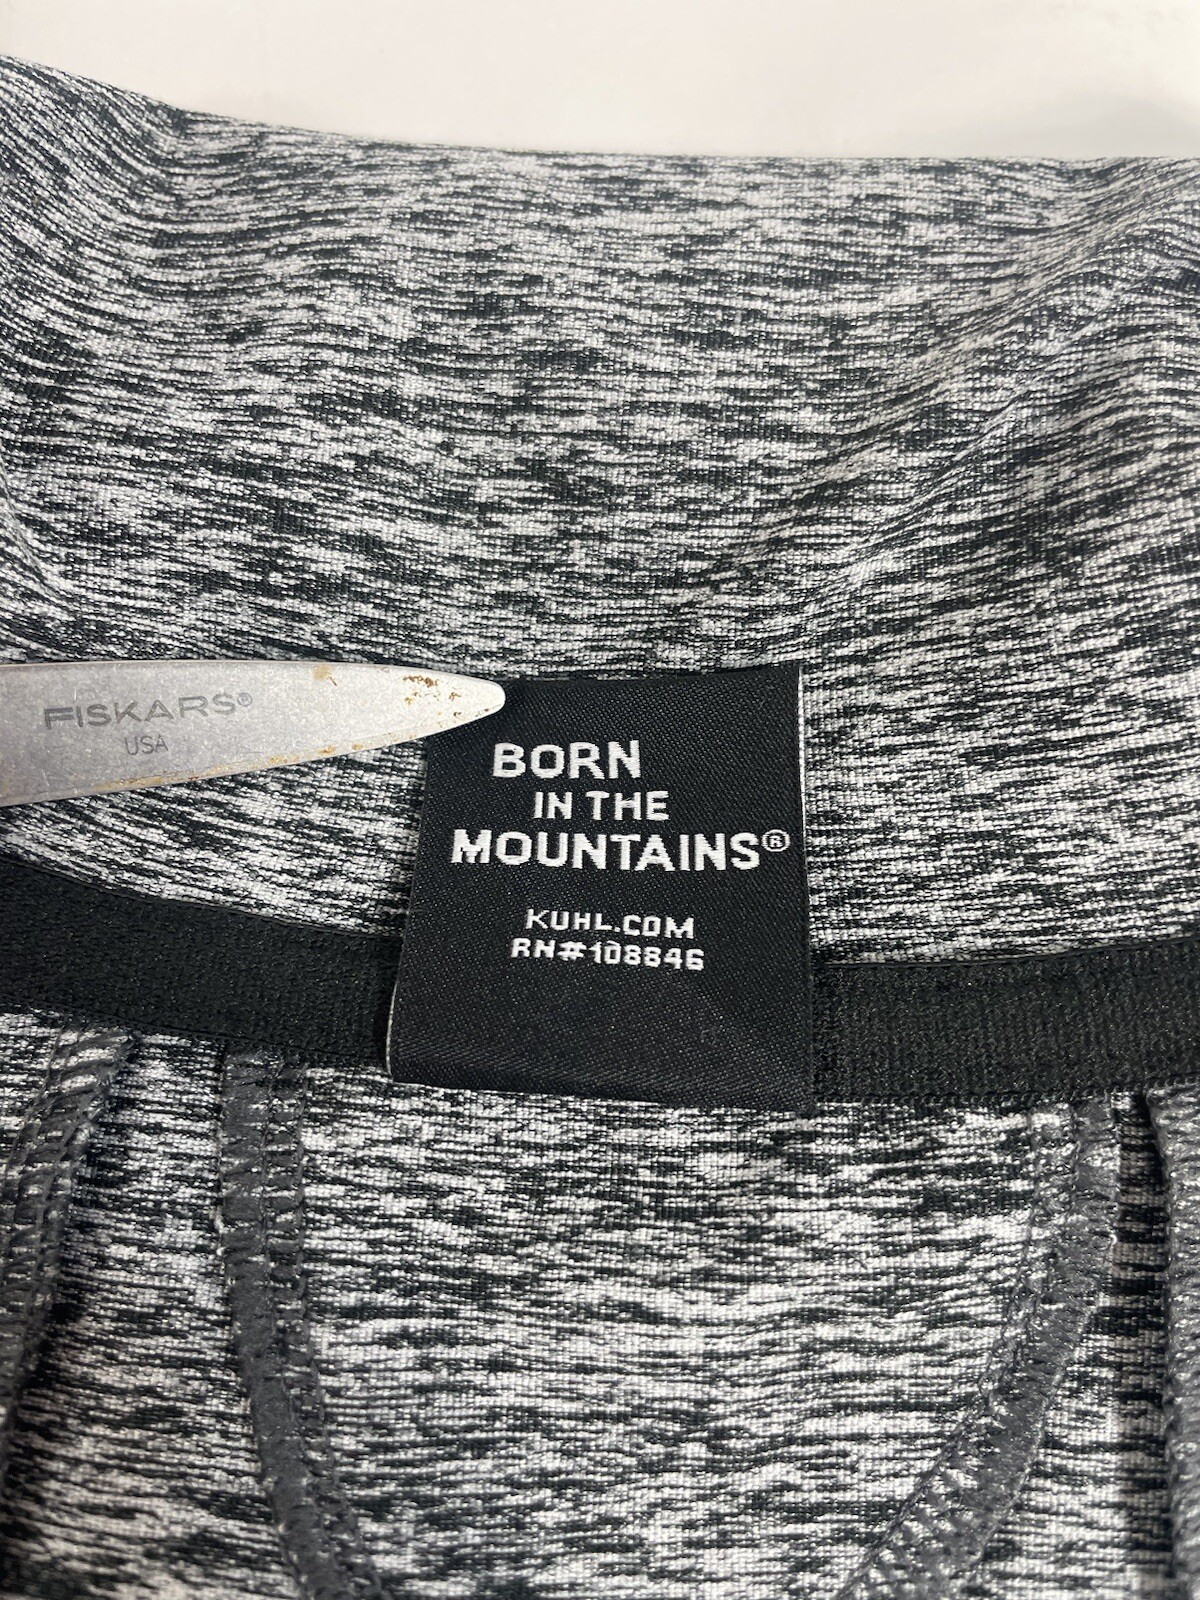 FISKARS®
USA
BORN
IN THE
MOUNTAINS®
KUHL.COM
RN#108846